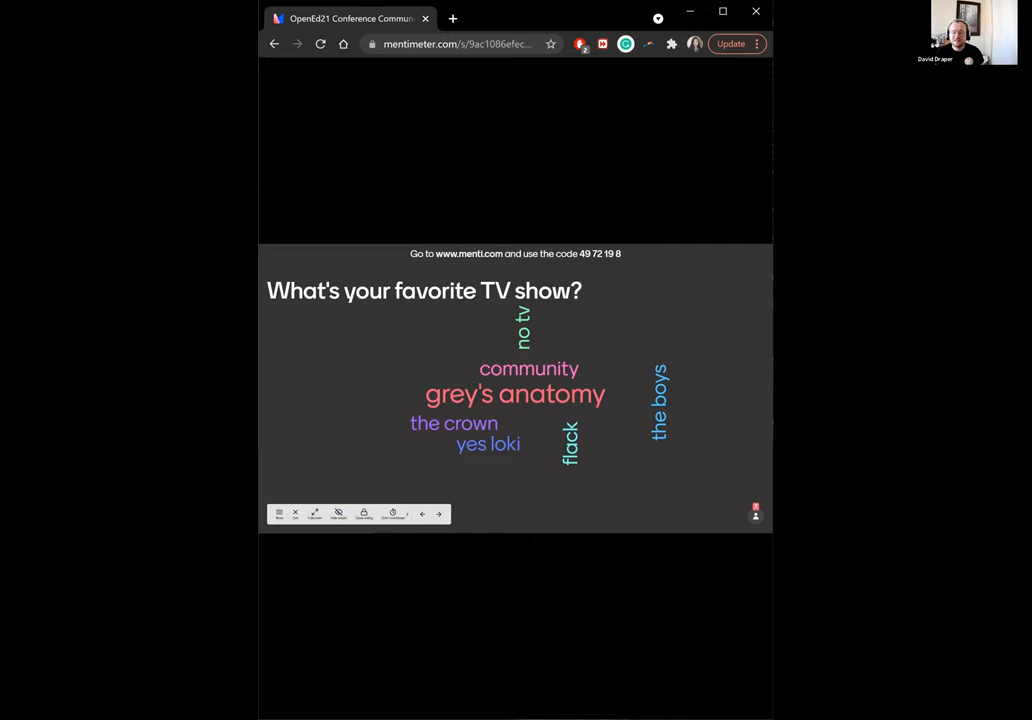 OpenEd21 Conference Commun
mentimeter.com/s/9ac1086efec...
2
Update
David Draper
Go to www.menti.com and use the code 49 72 19 8
What's your favorite TV show?
no tv
community
grey's anatomy
the boys
the crown
yes loki
flack